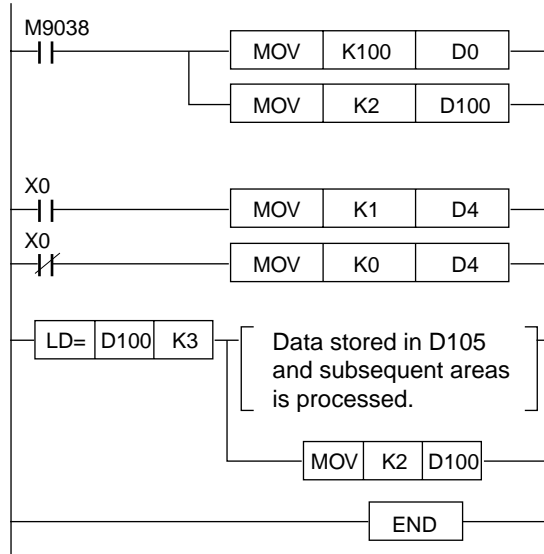 M9038
MOV K100 D0
MOV K2 D100
X0
MOV K1 D4
X0
MOV K0 D4
LD= D100 K3
Data stored in D105
and subsequent areas
is processed.
MOV K2 D100
END